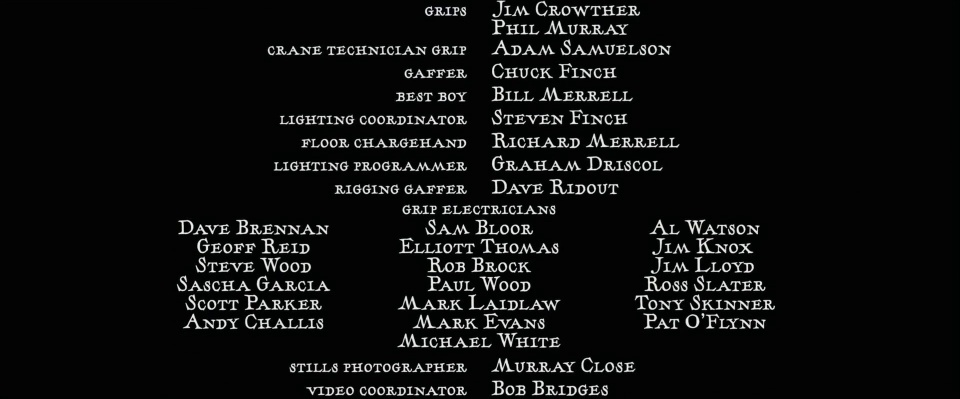 GRIPS JIM CROWTHER
PHIL MURRAY
CRANE TECHNICIAN GRIP ADAM SAMUELSON
GAFFER CHUCK FINCH
BEST BOY BILL MERRELL
LIGHTING COORDINATOR STEVEN FINCH
FLOOR CHARGEHAND RICHARD MERRELL
LIGHTING PROGRAMMER GRAHAM DRISCOL
RIGGING GAFFER DAVE RIDOUT
GRIP ELECTRICIANS
DAVE BRENNAN SAM BLOOR AL WATSON
GEOFF REID ELLIOTT THOMAS JIM KNOX
STEVE WOOD ROB BROCK JIM LLOYD
SASCHA GARCIA PAUL WOOD ROSS SLATER
SCOTT PARKER MARK LAIDLAW TONY SKINNER
ANDY CHALLIS MARK EVANS PAT O'FLYNN
MICHAEL WHITE
STILLS PHOTOGRAPHER MURRAY CLOSE
VIDEO COORDINATOR BOB BRIDGES